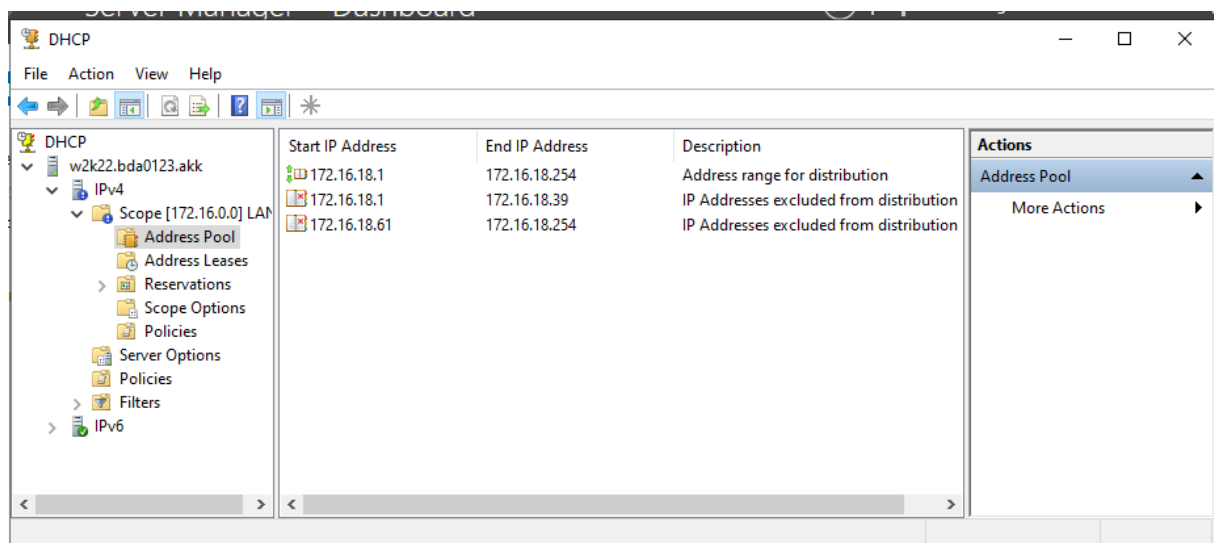 Server Manager Dashboard
DHCP
File Action View Help
DHCP
w2k22.bda0123.akk
IPv4
Scope [172.16.0.0] LAN
Address Pool
Address Leases
Reservations
Scope Options
Policies
Server Options
Policies
Filters
IPv6
Start IP Address End IP Address Description
172.16.18.1 172.16.18.254 Address range for distribution
172.16.18.1 172.16.18.39 IP Addresses excluded from distribution
172.16.18.61 172.16.18.254 IP Addresses excluded from distribution
Actions
Address Pool
More Actions